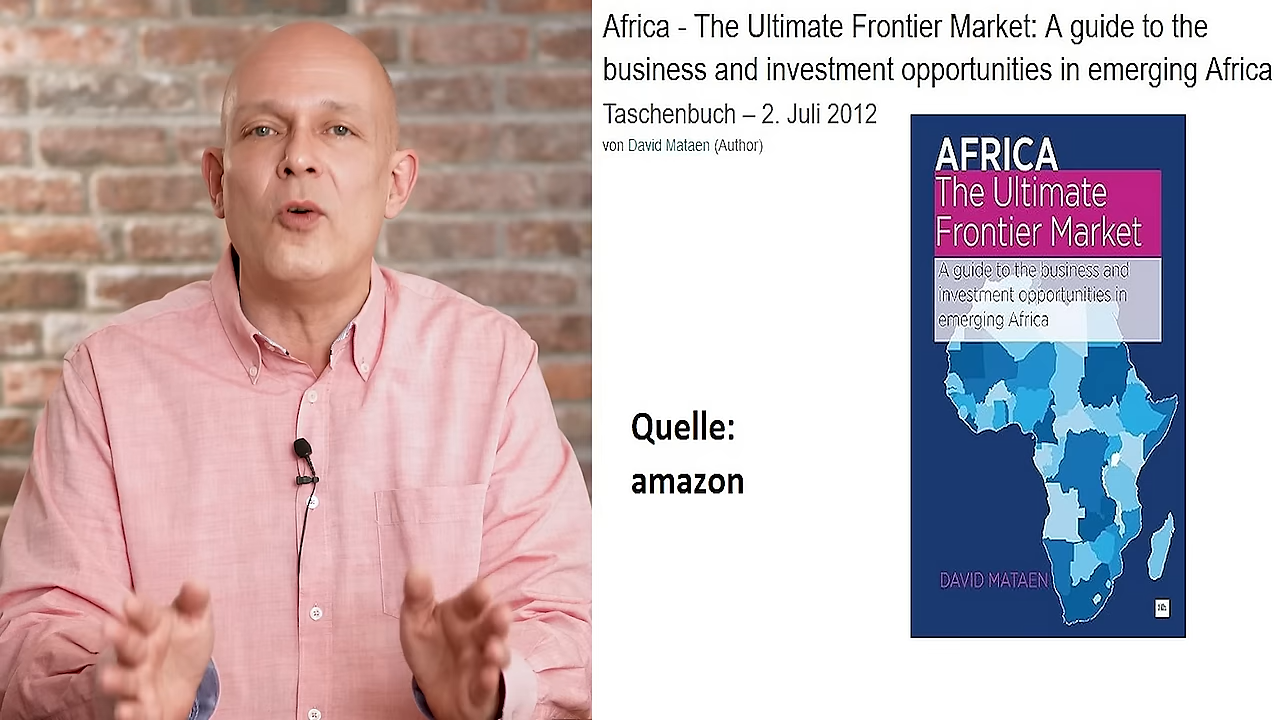 Africa - The Ultimate Frontier Market: A guide to the
business and investment opportunities in emerging Africa
Taschenbuch – 2. Juli 2012
von David Mataen (Author)
AFRICA
The Ultimate
Frontier Market
A guide to the business and
investment opportunities in
emerging Africa
Quelle:
amazon
DAVID MATAEN